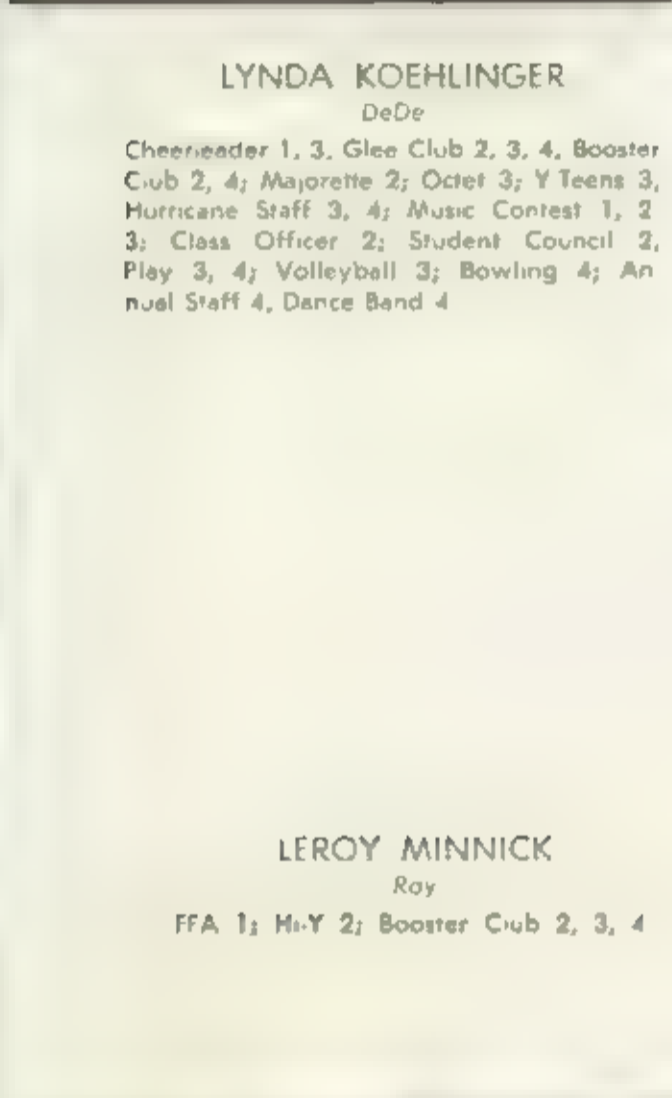 LYNDA KOEHLINGER
DeDe
Cheerleader 1, 3, Glee Club 2, 3, 4, Booster
Club 2, 4; Majorette 2; Octet 3; Y Teens 3,
Hurricane Staff 3, 4; Music Contest 1, 2
3; Class Officer 2; Student Council 2,
Play 3, 4; Volleyball 3; Bowling 4; An
nual Staff 4, Dance Band 4
LEROY MINNICK
Roy
FFA 1; Hi-Y 2; Booster Club 2, 3, 4